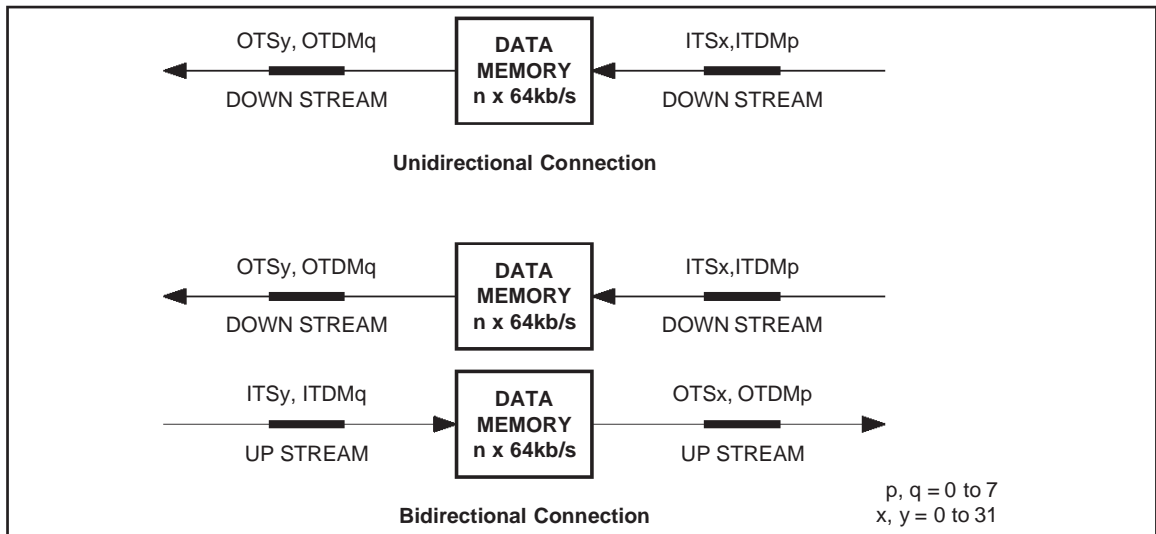 OTSy, OTDMq
DATA
MEMORY
n x 64kb/s
ITSx,ITDMp
DOWN STREAM
DOWN STREAM
Unidirectional Connection
OTSy, OTDMq
DATA
MEMORY
n x 64kb/s
ITSx,ITDMp
DOWN STREAM
DOWN STREAM
ITSy, ITDMq
DATA
MEMORY
n x 64kb/s
OTSx, OTDMp
UP STREAM
UP STREAM
Bidirectional Connection
p, q = 0 to 7
x, y = 0 to 31